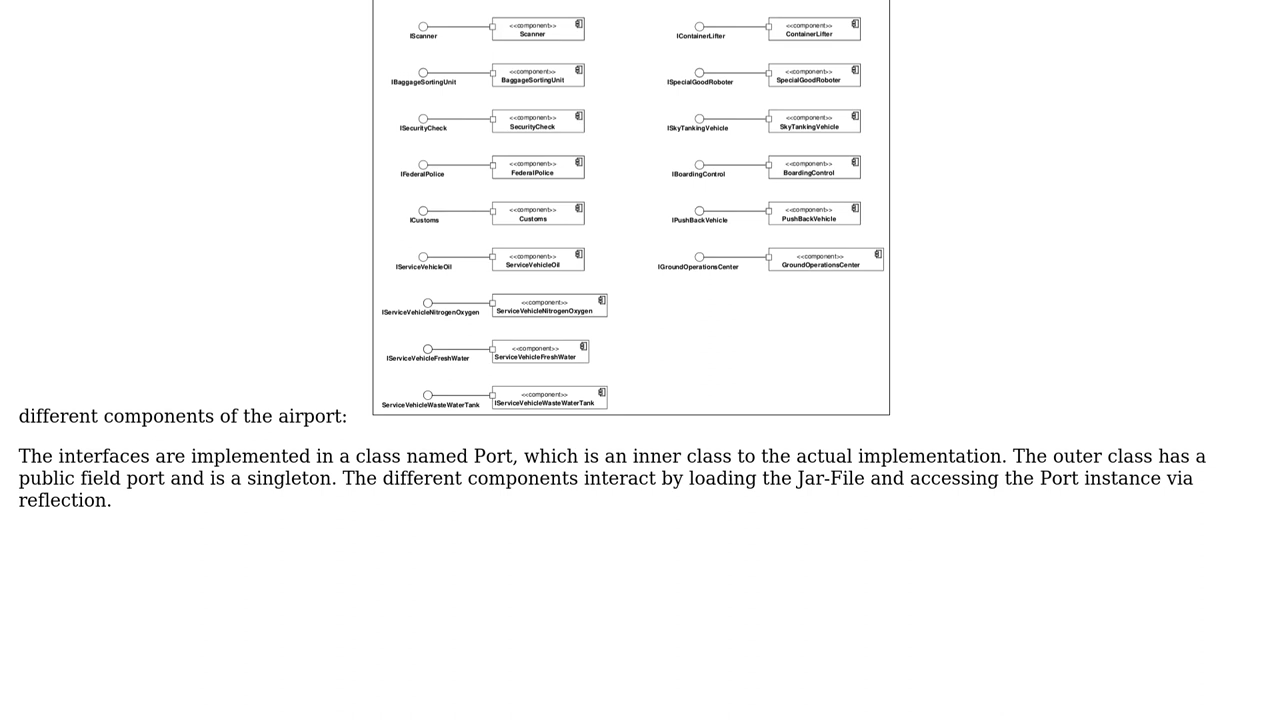 <<component>>
Scanner
IScanner
<<component>>
ContainerLifter
IContainerLifter
<<component>>
BaggageSortingUnit
IBaggageSortingUnit
<<component>>
SpecialGoodRoboter
ISpecialGoodRoboter
<<component>>
SecurityCheck
ISecurityCheck
<<component>>
SkyTankingVehicle
ISkyTankingVehicle
<<component>>
FederalPolice
IFederalPolice
<<component>>
BoardingControl
IBoardingControl
<<component>>
Customs
ICustoms
<<component>>
PushBackVehicle
IPushBackVehicle
<<component>>
ServiceVehicleOil
IServiceVehicleOil
<<component>>
GroundOperationsCenter
IGroundOperationsCenter
<<component>>
ServiceVehicleNitrogenOxygen
IServiceVehicleNitrogenOxygen
<<component>>
ServiceVehicleFreshWater
IServiceVehicleFreshWater
<<component>>
IServiceVehicleWasteWaterTank
ServiceVehicleWasteWaterTank
different components of the airport:
The interfaces are implemented in a class named Port, which is an inner class to the actual implementation. The outer class has a
public field port and is a singleton. The different components interact by loading the Jar-File and accessing the Port instance via
reflection.